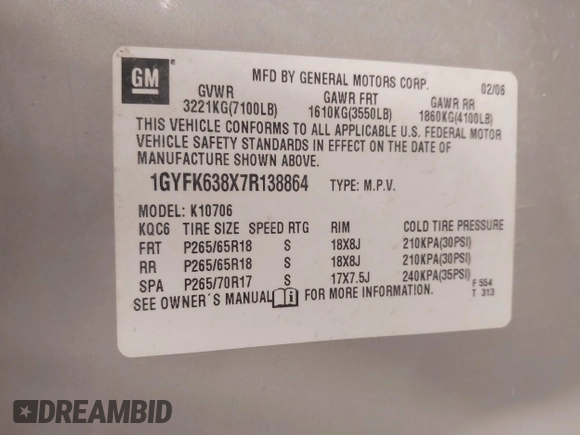 GM
MFD BY GENERAL MOTORS CORP. 02/06
GVWR GAWR FRT GAWR RR
3221KG(7100LB) 1610KG(3550LB) 1860KG(4100LB)
THIS VEHICLE CONFORMS TO ALL APPLICABLE U.S. FEDERAL MOTOR
VEHICLE SAFETY STANDARDS IN EFFECT ON THE DATE OF
MANUFACTURE SHOWN ABOVE.
1GYFK638X7R138864 TYPE: M.P.V.
MODEL: K10706
KQC6 TIRE SIZE SPEED RTG RIM COLD TIRE PRESSURE
FRT P265/65R18 S 18X8J 210KPA(30PSI)
RR P265/65R18 S 18X8J 210KPA(30PSI)
SPA P265/70R17 S 17X7.5J 240KPA(35PSI)
SEE OWNER´S MANUAL FOR MORE INFORMATION. F 554
T 313
DREAMBID